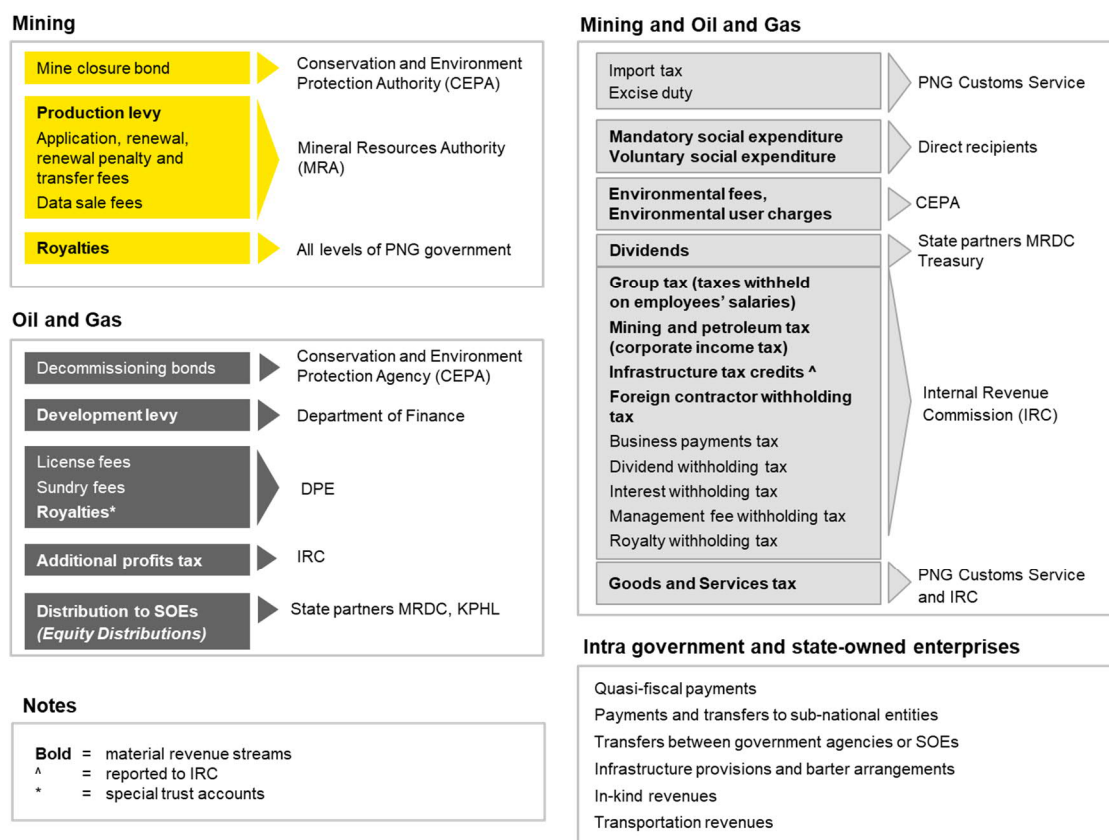 Mining
Mine closure bond
Conservation and Environment
Protection Authority (CEPA)
Production levy
Application, renewal,
renewal penalty and
transfer fees
Data sale fees
Mineral Resources Authority
(MRA)
Royalties
All levels of PNG government
Oil and Gas
Decommissioning bonds
Conservation and Environment
Protection Agency (CEPA)
Development levy
Department of Finance
License fees
Sundry fees
Royalties*
DPE
Additional profits tax
IRC
Distribution to SOEs
(Equity Distributions)
State partners MRDC, KPHL
Notes
Bold = material revenue streams
^ = reported to IRC
* = special trust accounts
Mining and Oil and Gas
Import tax
Excise duty
PNG Customs Service
Mandatory social expenditure
Voluntary social expenditure
Direct recipients
Environmental fees,
Environmental user charges
CEPA
Dividends
State partners MRDC
Treasury
Group tax (taxes withheld
on employees' salaries)
Mining and petroleum tax
(corporate income tax)
Infrastructure tax credits ^
Foreign contractor withholding
tax
Business payments tax
Dividend withholding tax
Interest withholding tax
Management fee withholding tax
Royalty withholding tax
Internal Revenue
Commission (IRC)
Goods and Services tax
PNG Customs Service
and IRC
Intra government and state-owned enterprises
Quasi-fiscal payments
Payments and transfers to sub-national entities
Transfers between government agencies or SOEs
Infrastructure provisions and barter arrangements
In-kind revenues
Transportation revenues